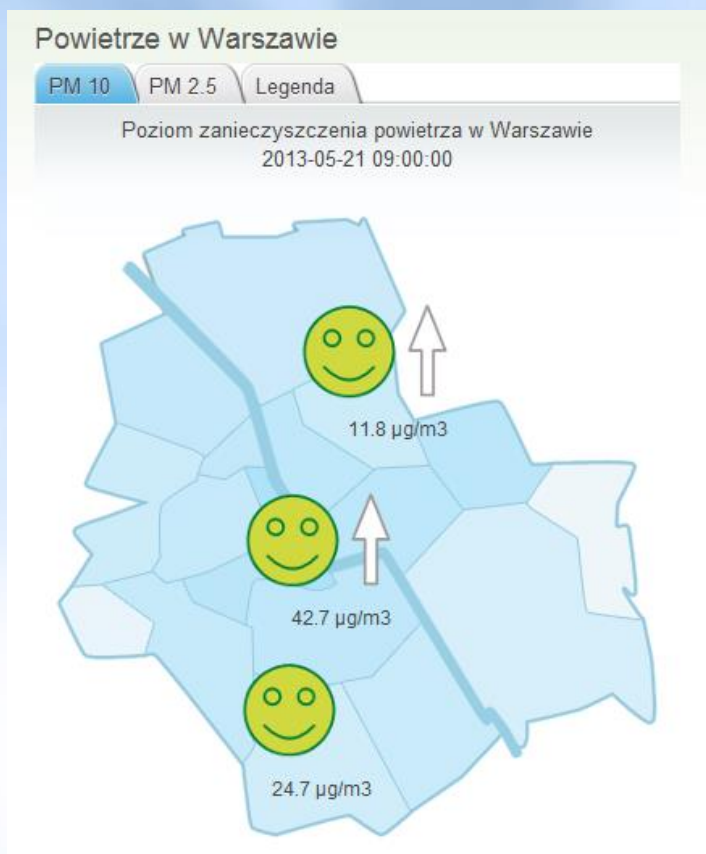 Powietrze w Warszawie
PM 10 PM 2.5 Legenda
Poziom zanieczyszczenia powietrza w Warszawie
2013-05-21 09:00:00
11.8 μg/m3
42.7 μg/m3
24.7 μg/m3